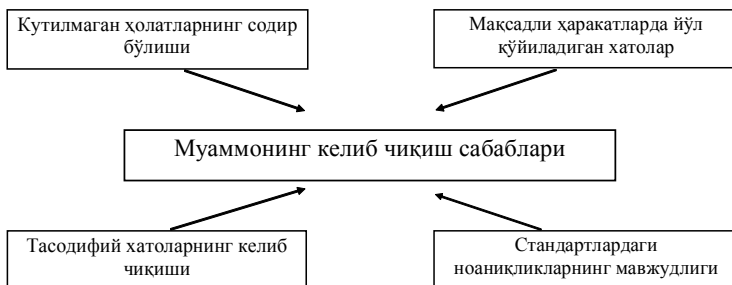 Кутилмаган ҳолатларнинг содир
бўлиши
Мақсадли ҳаракатларда йўл
қўйиладиган хатолар
Муаммонинг келиб чиқиш сабаблари
Тасодифий хатоларнинг келиб
чиқиши
Стандартлардаги
ноаниқликларнинг мавжудлиги